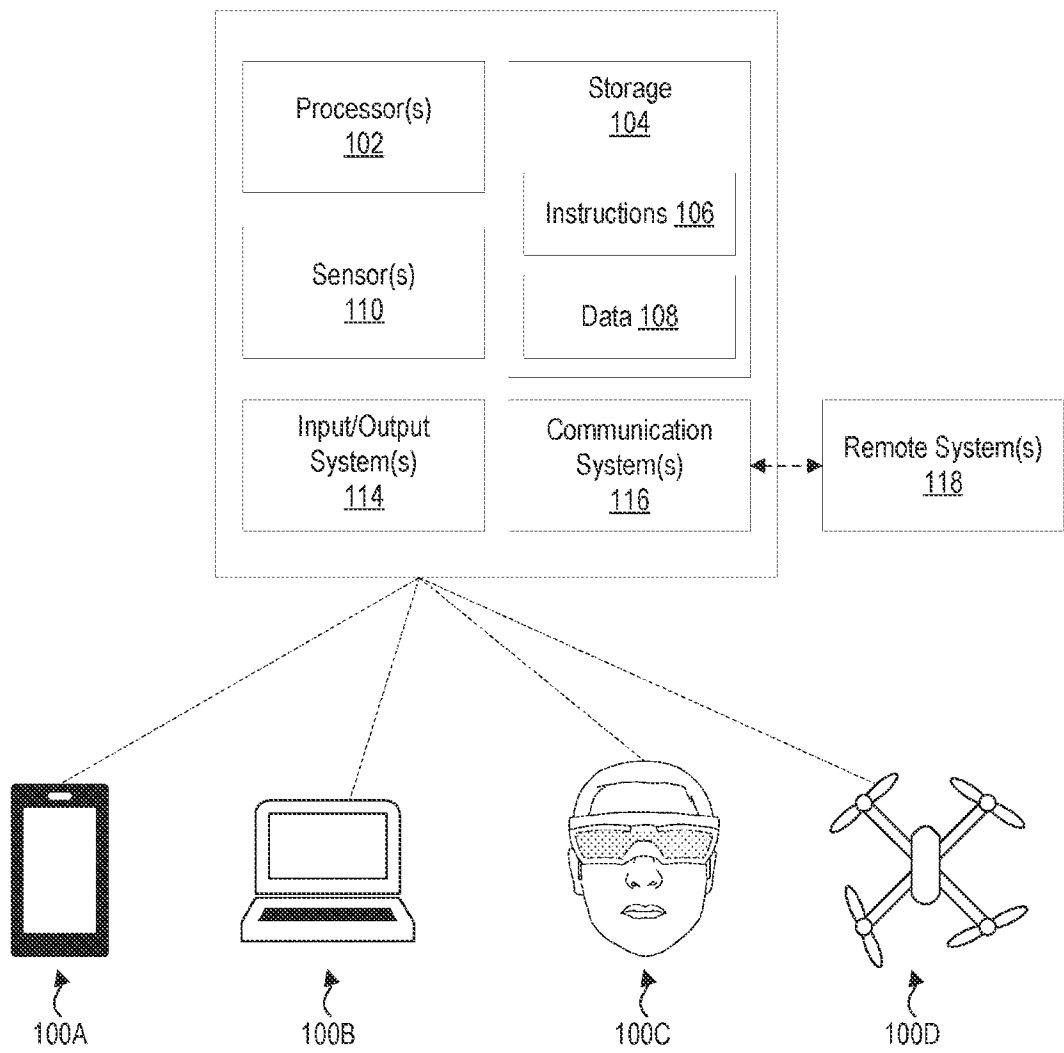 Processor(s)
102
Storage
104
Instructions 106
Data 108
Sensor(s)
110
Input/Output
System(s)
114
Communication
System(s)
116
Remote System(s)
118
100A
100B
100C
100D